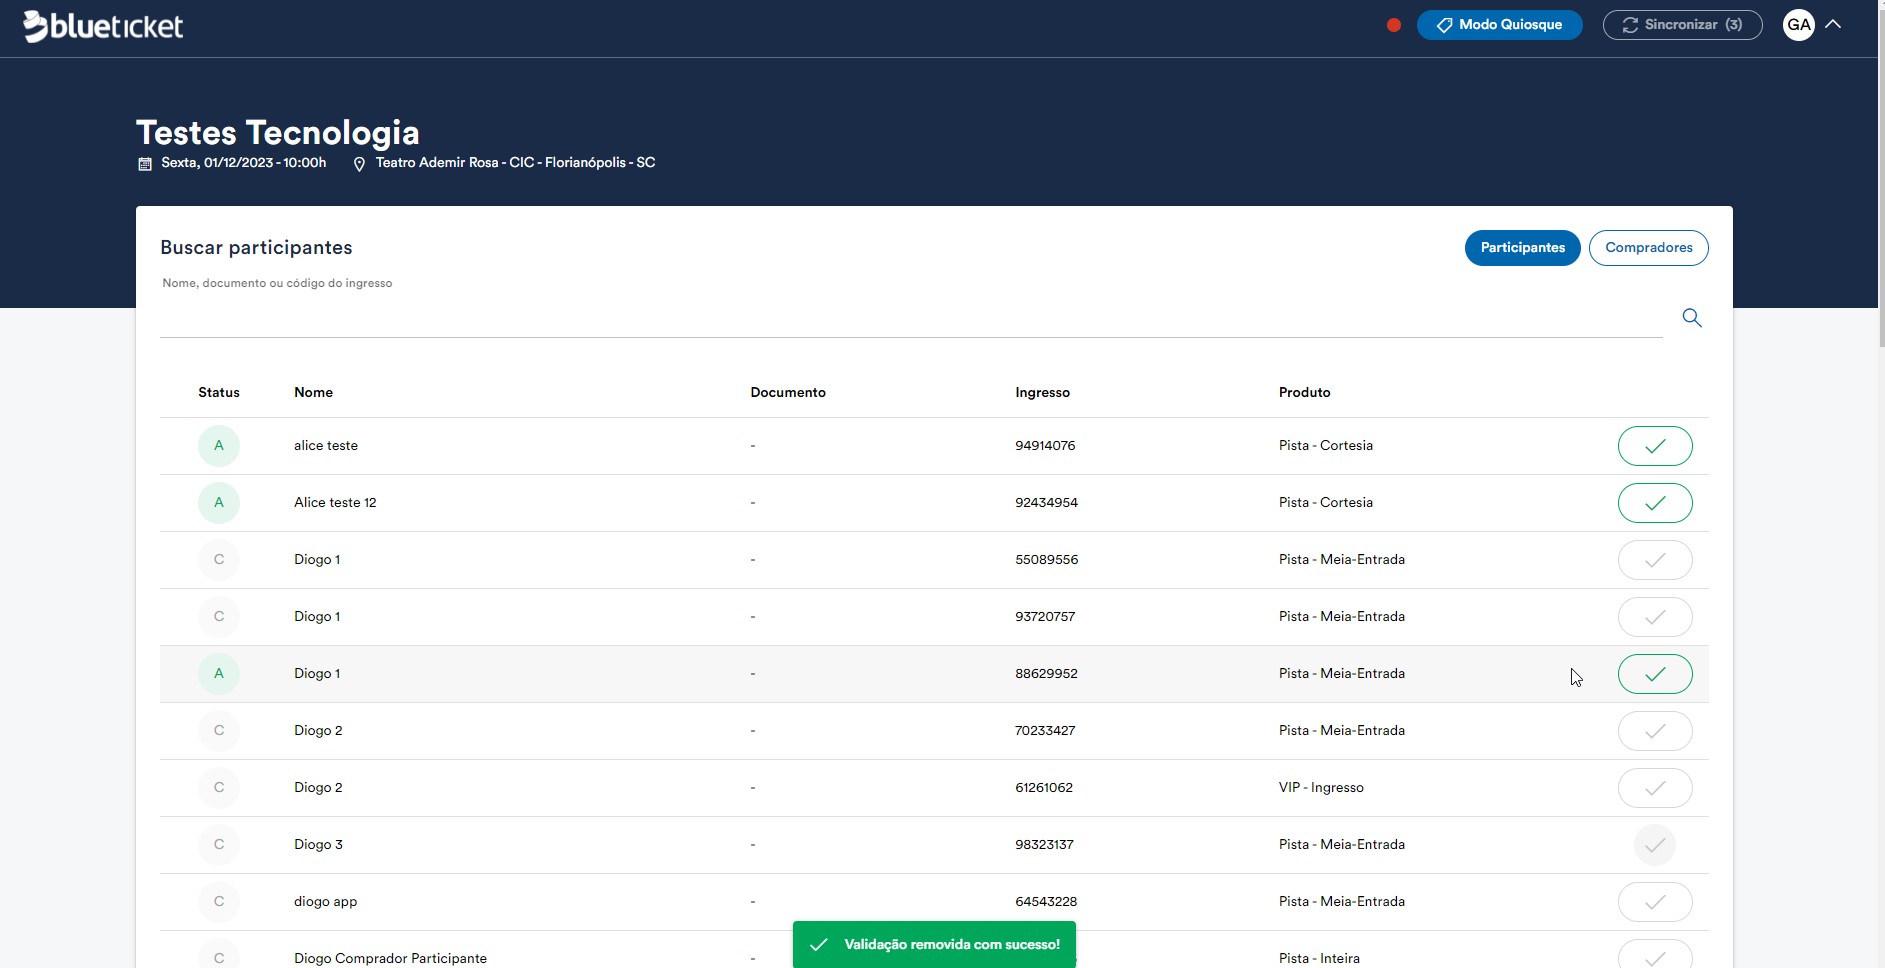 blueticket
Modo Quiosque
Sincronizar (3)
GA
Testes Tecnologia
Sexta, 01/12/2023 - 10:00h
Teatro Ademir Rosa - CIC - Florianópolis - SC
Buscar participantes
Participantes
Compradores
Nome, documento ou código do ingresso
Status Nome Documento Ingresso Produto
A alice teste - 94914076 Pista - Cortesia
A Alice teste 12 - 92434954 Pista - Cortesia
C Diogo 1 - 55089556 Pista - Meia-Entrada
C Diogo 1 - 93720757 Pista - Meia-Entrada
A Diogo 1 - 88629952 Pista - Meia-Entrada
C Diogo 2 - 70233427 Pista - Meia-Entrada
C Diogo 2 - 61261062 VIP - Ingresso
C Diogo 3 - 98323137 Pista - Meia-Entrada
C diogo app - 64543228 Pista - Meia-Entrada
C Diogo Comprador Participante - Pista - Inteira
Validação removida com sucesso!